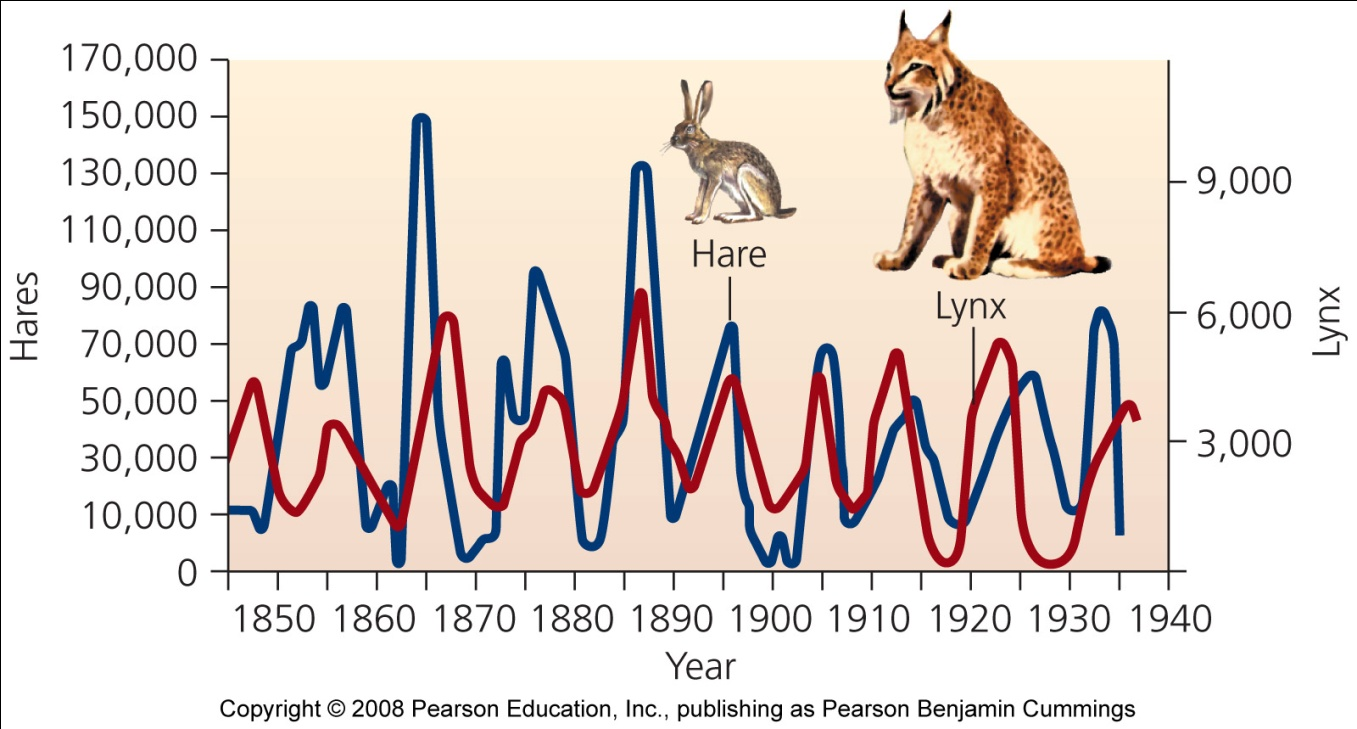 170,000
150,000
130,000
110,000
90,000
70,000
50,000
30,000
10,000
0
Hares
Hare
Lynx
9,000
6,000
3,000
Lynx
1850 1860 1870 1880 1890 1900 1910 1920 1930 1940
Year
Copyright © 2008 Pearson Education, Inc., publishing as Pearson Benjamin Cummings